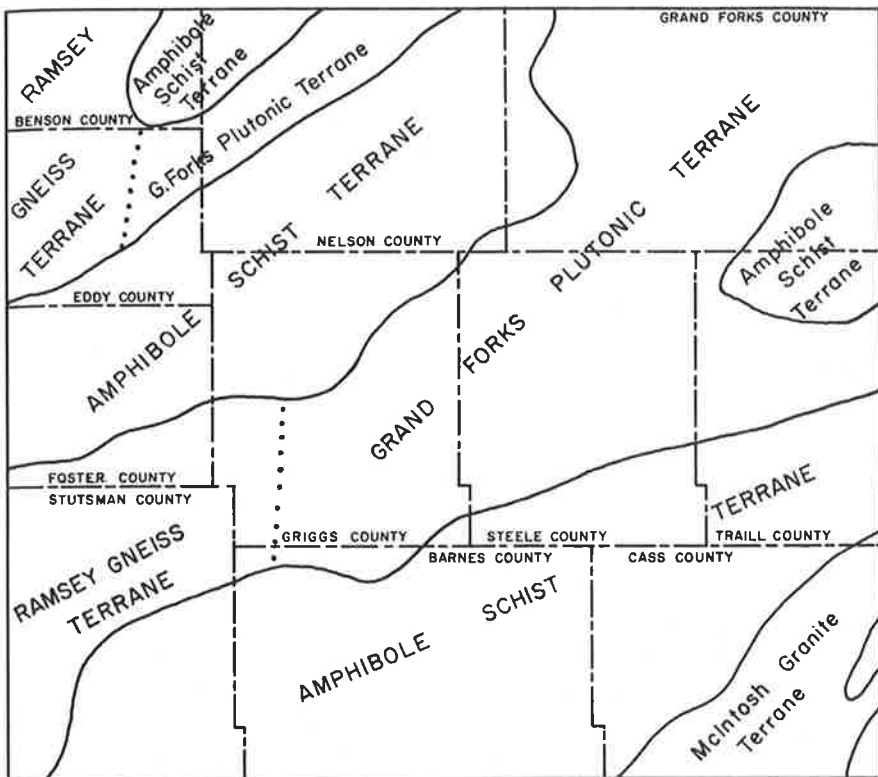 GRAND FORKS COUNTY
RAMSEY
Amphibole
Schist
Terrane
BENSON COUNTY
G. Forks Plutonic Terrane
GNEISS
TERRANE
SCHIST TERRANE
NELSON COUNTY
PLUTONIC TERRANE
Amphibole
Schist
Terrane
EDDY COUNTY
AMPHIBOLE
GRAND FORKS
FOSTER COUNTY
STUTSMAN COUNTY
TERRANE
GRIGGS COUNTY
STEELE COUNTY
TRAILL COUNTY
BARNES COUNTY
CASS COUNTY
RAMSEY GNEISS
TERRANE
AMPHIBOLE SCHIST
McIntosh Granite
Terrane